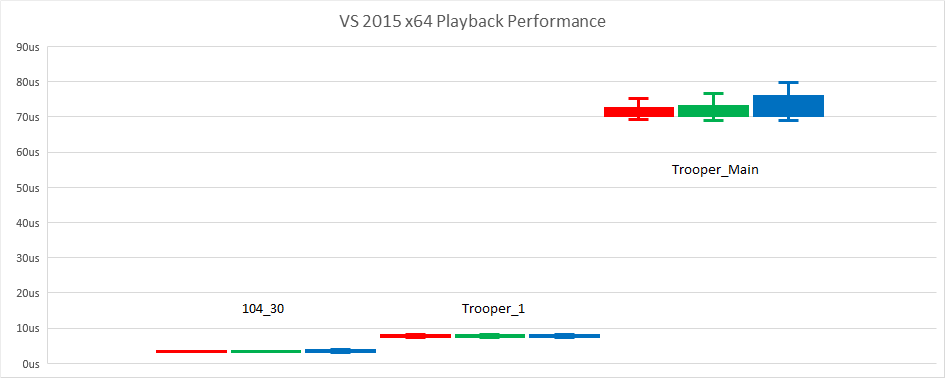 VS 2015 x64 Playback Performance
90us
80us
70us
60us
Trooper_Main
50us
40us
30us
20us
104_30 Trooper_1
10us
0us